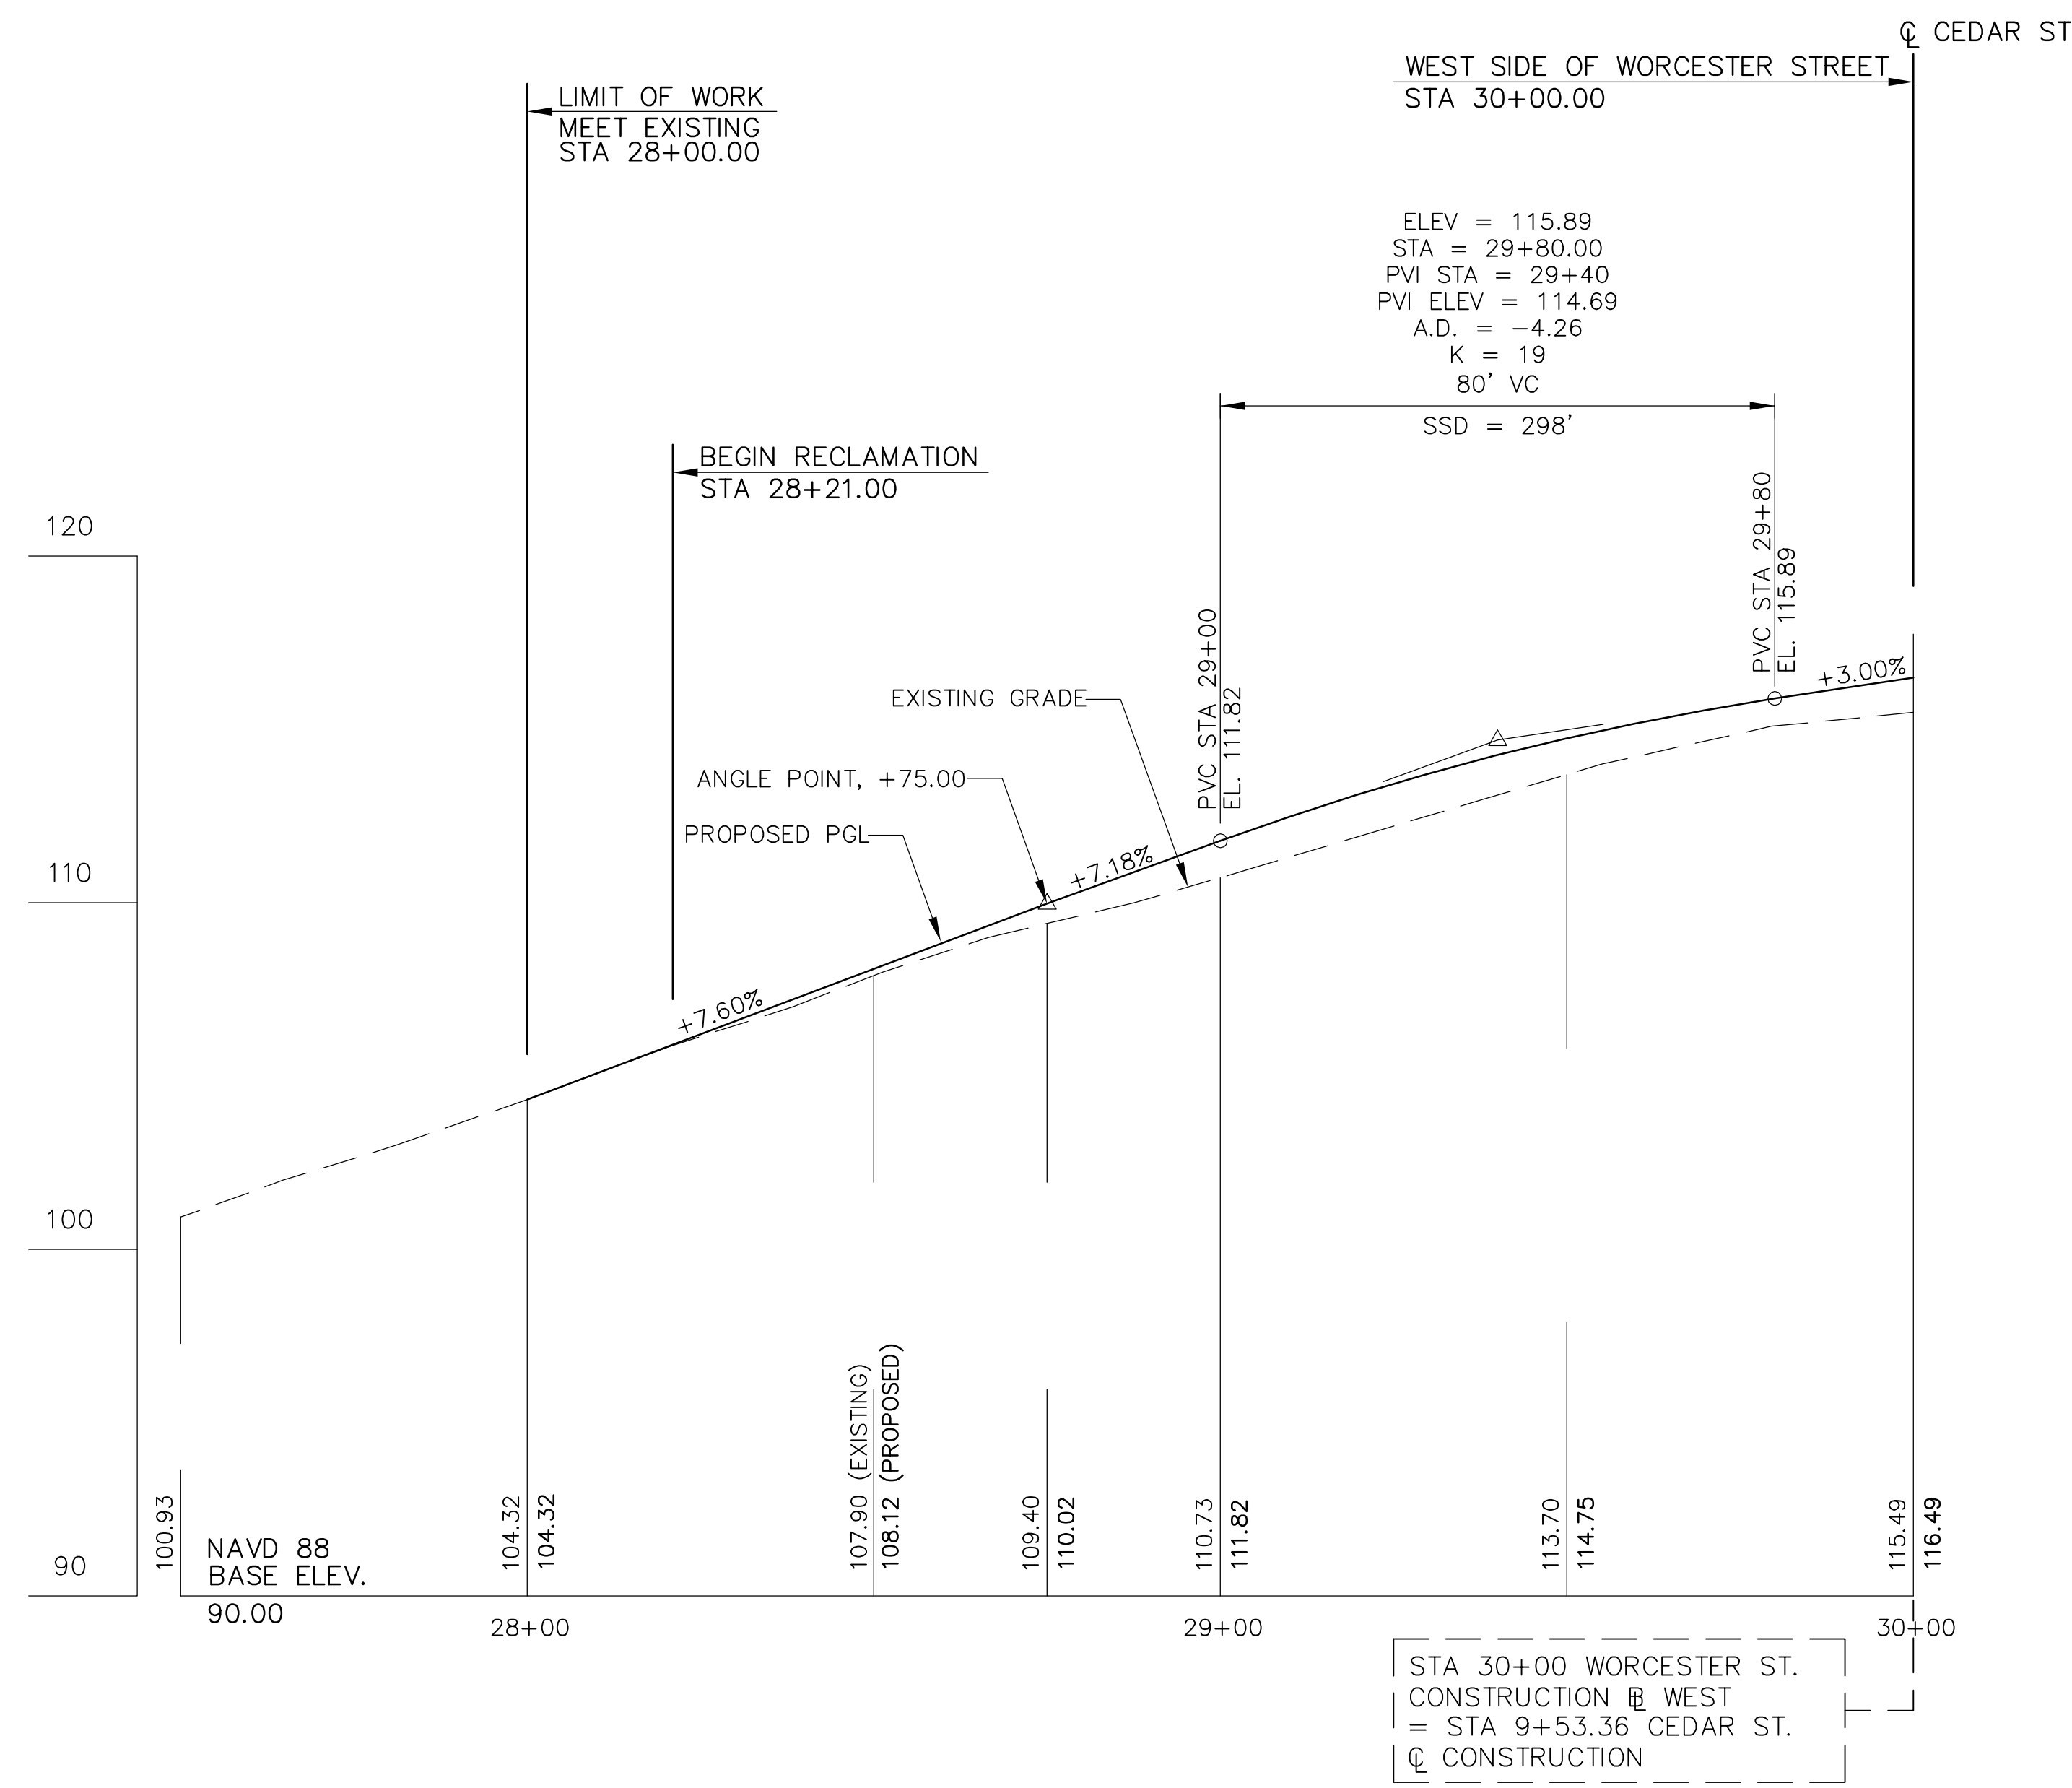 ℄ CEDAR ST
WEST SIDE OF WORCESTER STREET
STA 30+00.00
LIMIT OF WORK
MEET EXISTING
STA 28+00.00
ELEV = 115.89
STA = 29+80.00
PVI STA = 29+40
PVI ELEV = 114.69
A.D. = -4.26
K = 19
80' VC
SSD = 298'
BEGIN RECLAMATION
STA 28+21.00
120
110
100
90
PVC STA 29+80
EL. 115.89
+3.00%
PVC STA 29+00
EL. 111.82
EXISTING GRADE
ANGLE POINT, +75.00
PROPOSED PGL
+7.18%
+7.60%
100.93
NAVD 88
BASE ELEV.
90.00
104.32
104.32
107.90 (EXISTING)
108.12 (PROPOSED)
109.40
110.02
110.73
111.82
113.70
114.75
115.49
116.49
28+00
29+00
30+00
STA 30+00 WORCESTER ST.
CONSTRUCTION BL WEST
= STA 9+53.36 CEDAR ST.
℄ CONSTRUCTION